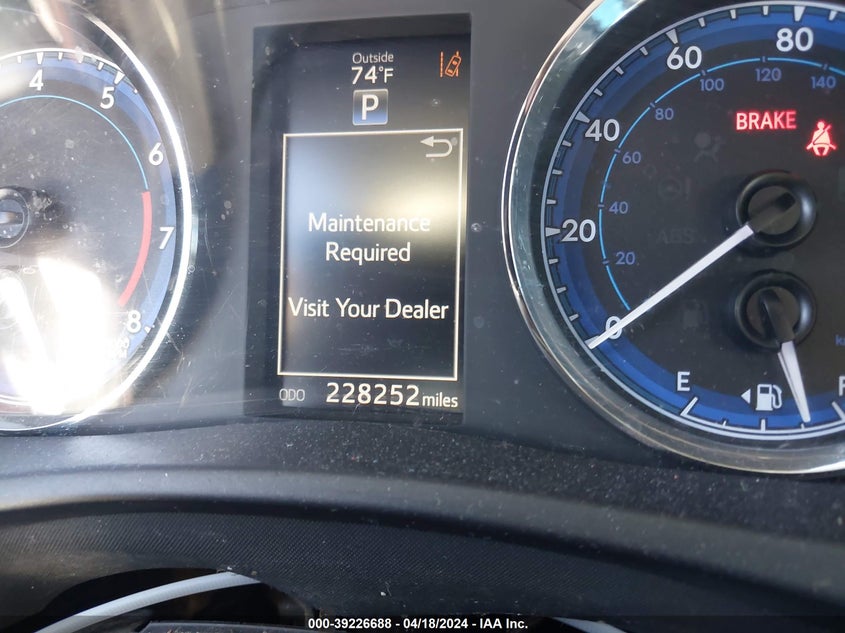 Outside
74°F
P
Maintenance
Required
Visit Your Dealer
ODO 228252 miles
4
5
6
7
8
60
80
40
20
0
80
100
120
140
60
40
20
BRAKE
ABS
E
F
000-39226688 - 04/18/2024 - IAA Inc.